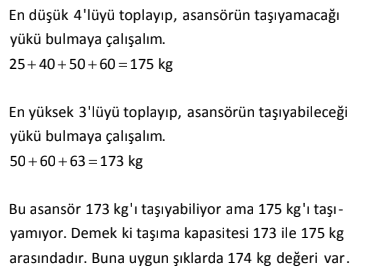 En düşük 4'lüyü toplayıp, asansörün taşıyamacağı
yükü bulmaya çalışalım.
25 + 40 + 50 + 60 = 175 kg
En yüksek 3'lüyü toplayıp, asansörün taşıyabileceği
yükü bulmaya çalışalım.
50 + 60 + 63 = 173 kg
Bu asansör 173 kg'ı taşıyabiliyor ama 175 kg'ı taşı-
yamıyor. Demek ki taşıma kapasitesi 173 ile 175 kg
arasındadır. Buna uygun şıklarda 174 kg değeri var.